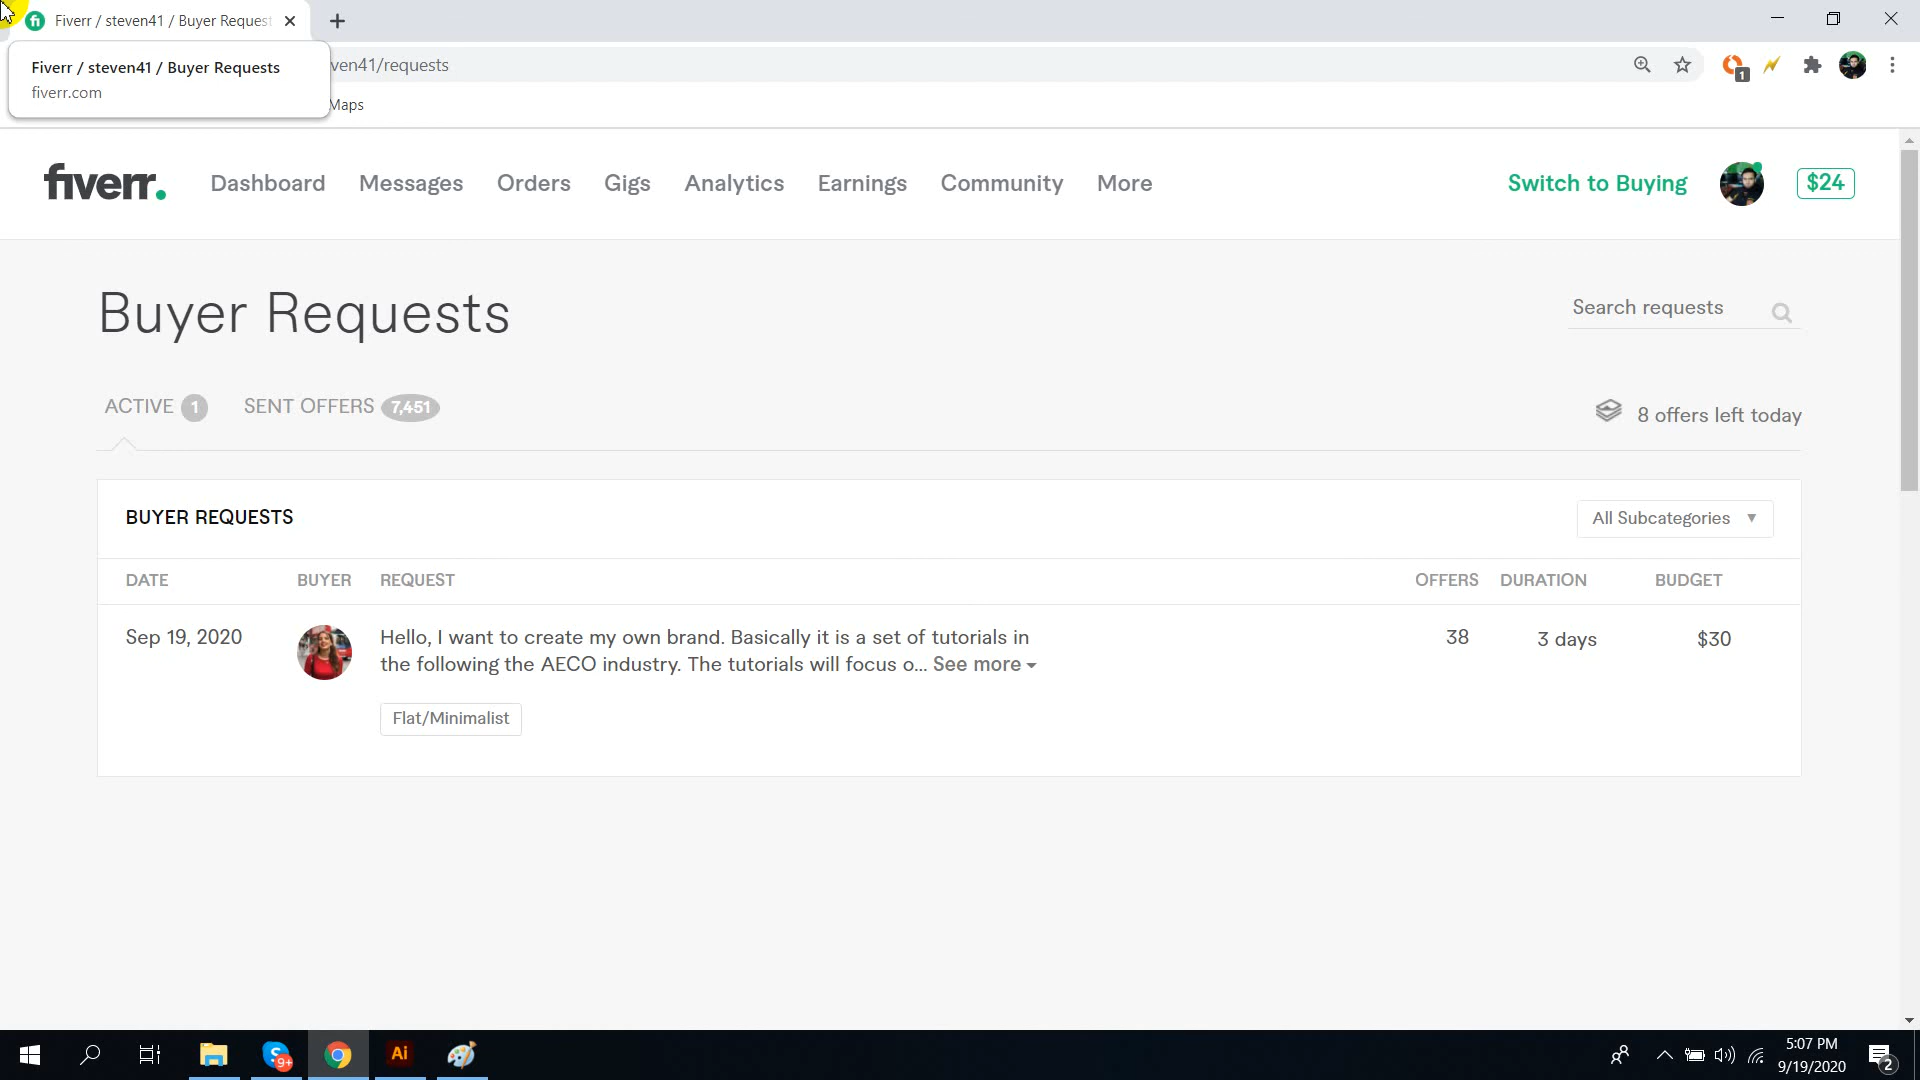 Fiverr / steven41 / Buyer Request
Fiverr / steven41 / Buyer Requests
fiverr.com
ven41/requests
1
Maps
fiverr.
Dashboard Messages Orders Gigs Analytics Earnings Community More
Switch to Buying $24
Buyer Requests
Search requests
ACTIVE 1 SENT OFFERS 7,451
8 offers left today
BUYER REQUESTS
All Subcategories
DATE BUYER REQUEST OFFERS DURATION BUDGET
Sep 19, 2020 Hello, I want to create my own brand. Basically it is a set of tutorials in 38 3 days $30
the following the AECO industry. The tutorials will focus o... See more
Flat/Minimalist
S 9+ Ai
5:07 PM
9/19/2020
2